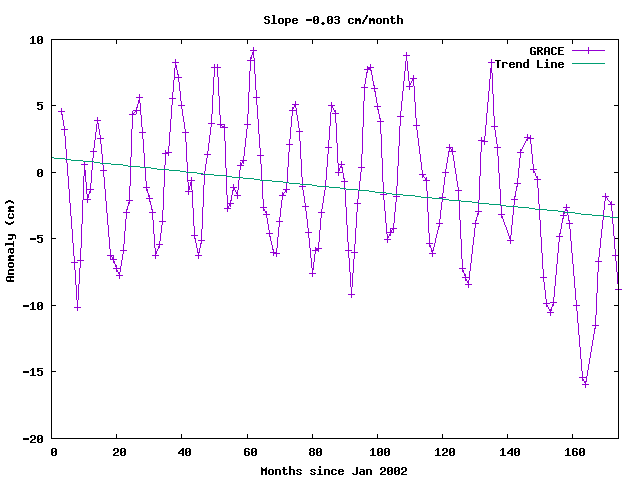 Slope -0.03 cm/month
GRACE
Trend Line
10
5
0
-5
-10
-15
-20
Anomaly (cm)
0 20 40 60 80 100 120 140 160
Months since Jan 2002